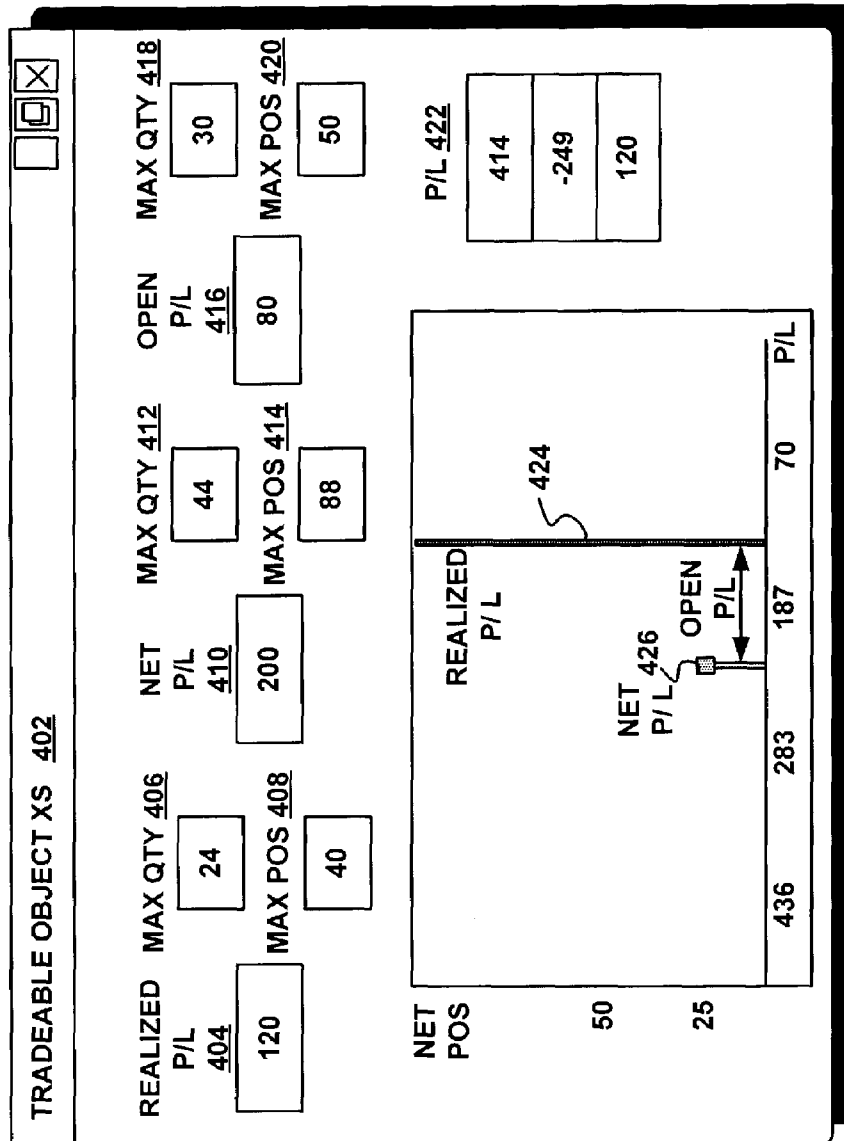 TRADEABLE OBJECT XS 402
REALIZED
P/L
404
120
MAX QTY 406
24
MAX POS 408
40
NET
P/L
410
200
MAX QTY 412
44
MAX POS 414
88
OPEN
P/L
416
80
MAX QTY 418
30
MAX POS 420
50
NET
POS
50
25
REALIZED
P/ L
424
NET
P/ L
426
OPEN
P/L
436 283 187 70 P/L
P/L 422
414
-249
120